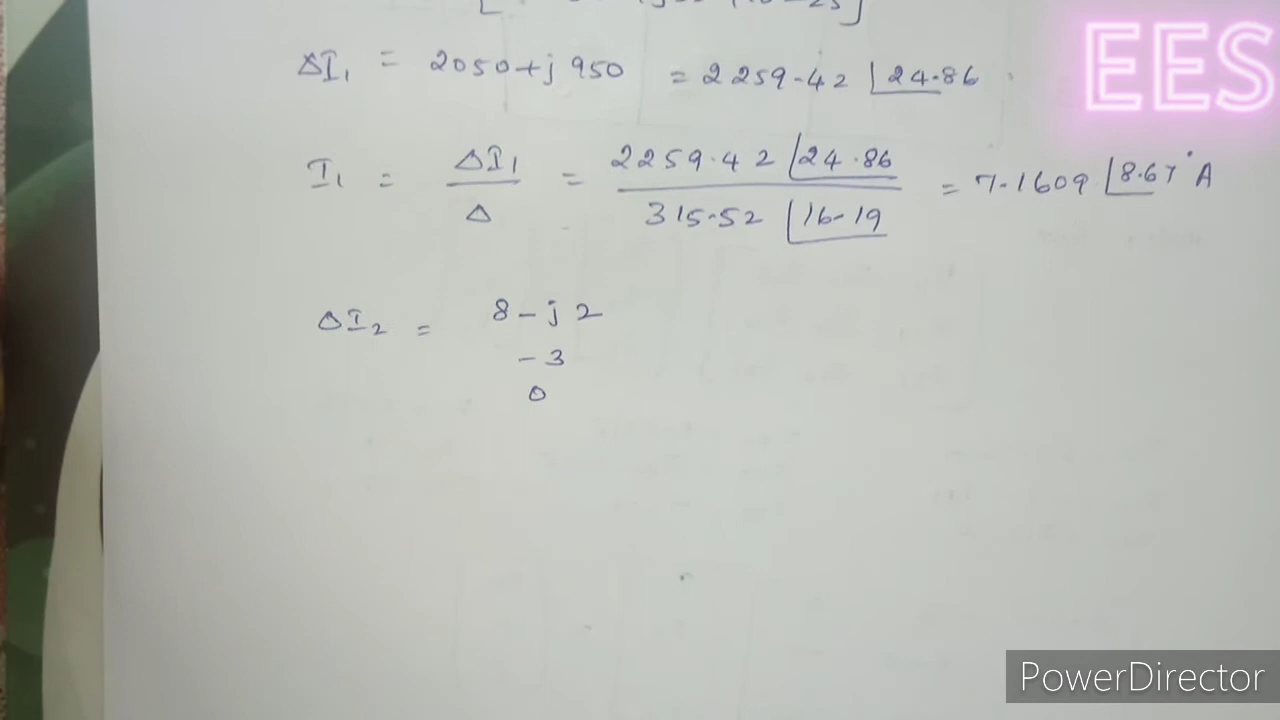 EES
ΔI₁ = 2050+j 950 = 2259.42 ∠24.86
I₁ = ΔI₁ / Δ = 2259.42 ∠24.86 / 315.52 ∠16.19 = 7.1609 ∠8.67° A
ΔI₂ = 8-j2
-3
0
PowerDirector